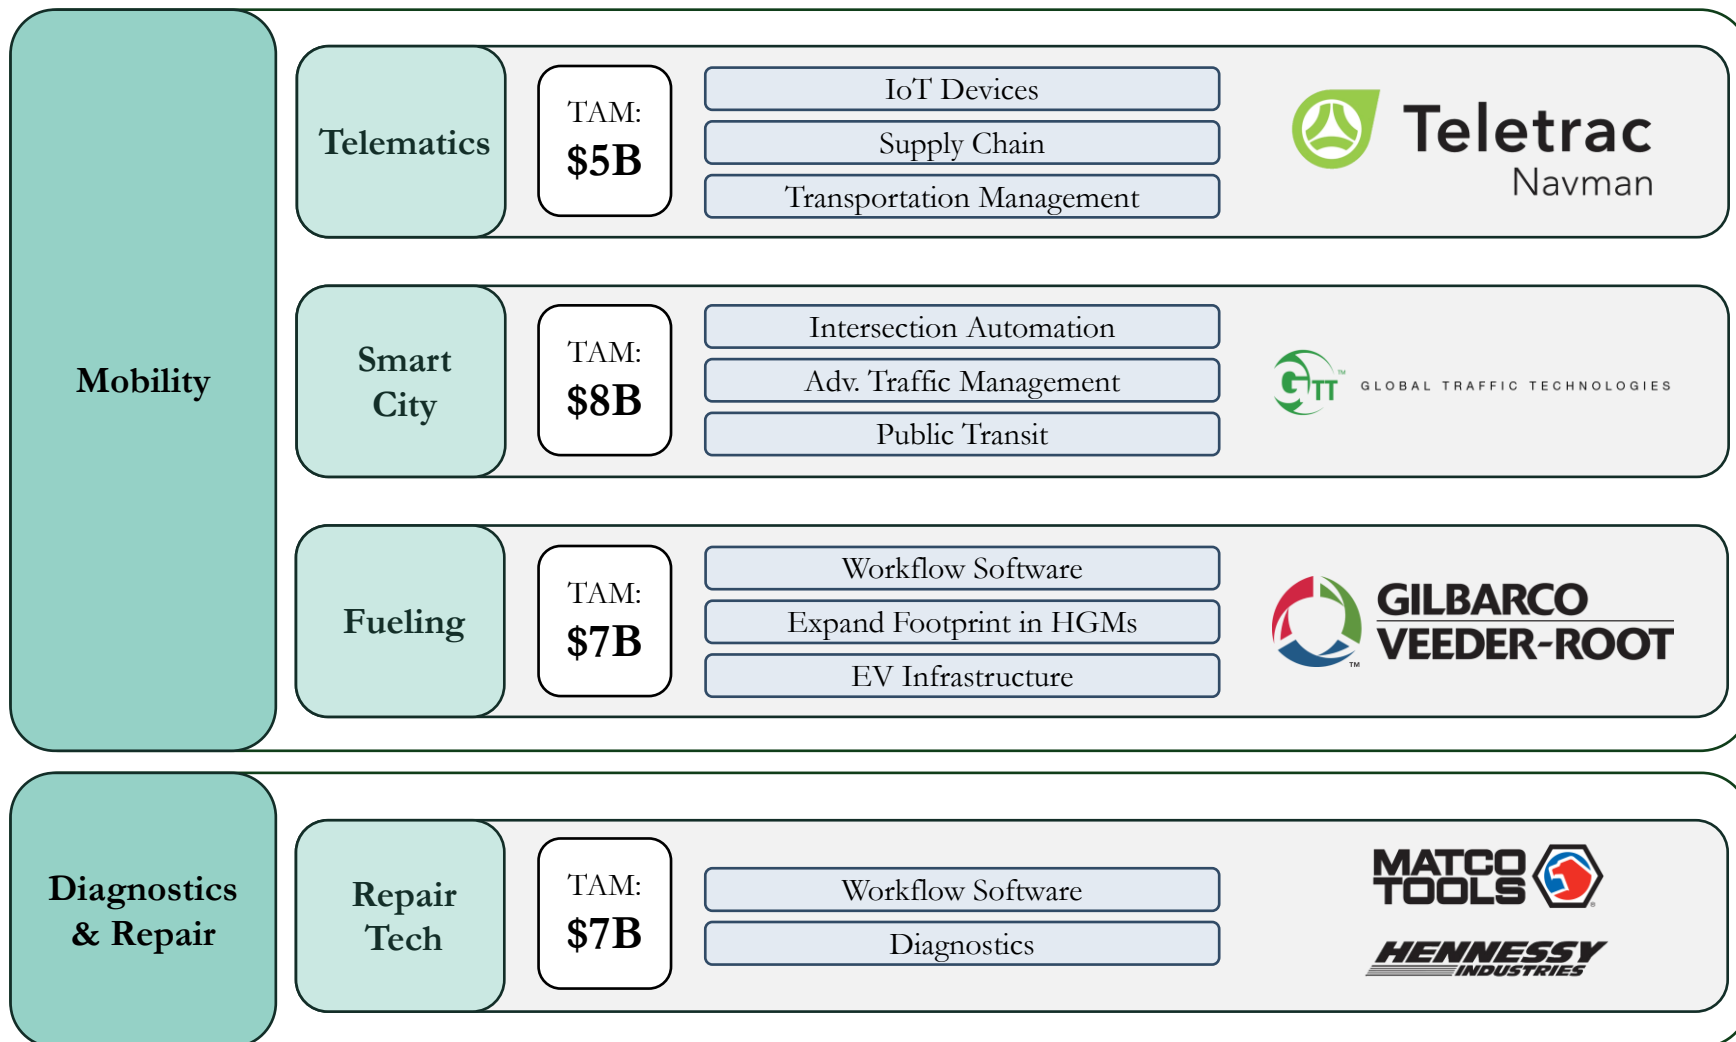 Mobility
Telematics
TAM:
$5B
IoT Devices
Supply Chain
Transportation Management
Teletrac
Navman
Smart
City
TAM:
$8B
Intersection Automation
Adv. Traffic Management
Public Transit
GTT™
GLOBAL TRAFFIC TECHNOLOGIES
Fueling
TAM:
$7B
Workflow Software
Expand Footprint in HGMs
EV Infrastructure
GILBARCO
VEEDER-ROOT
™
Diagnostics
& Repair
Repair
Tech
TAM:
$7B
Workflow Software
Diagnostics
MATCO
TOOLS
®
HENNESSY
INDUSTRIES